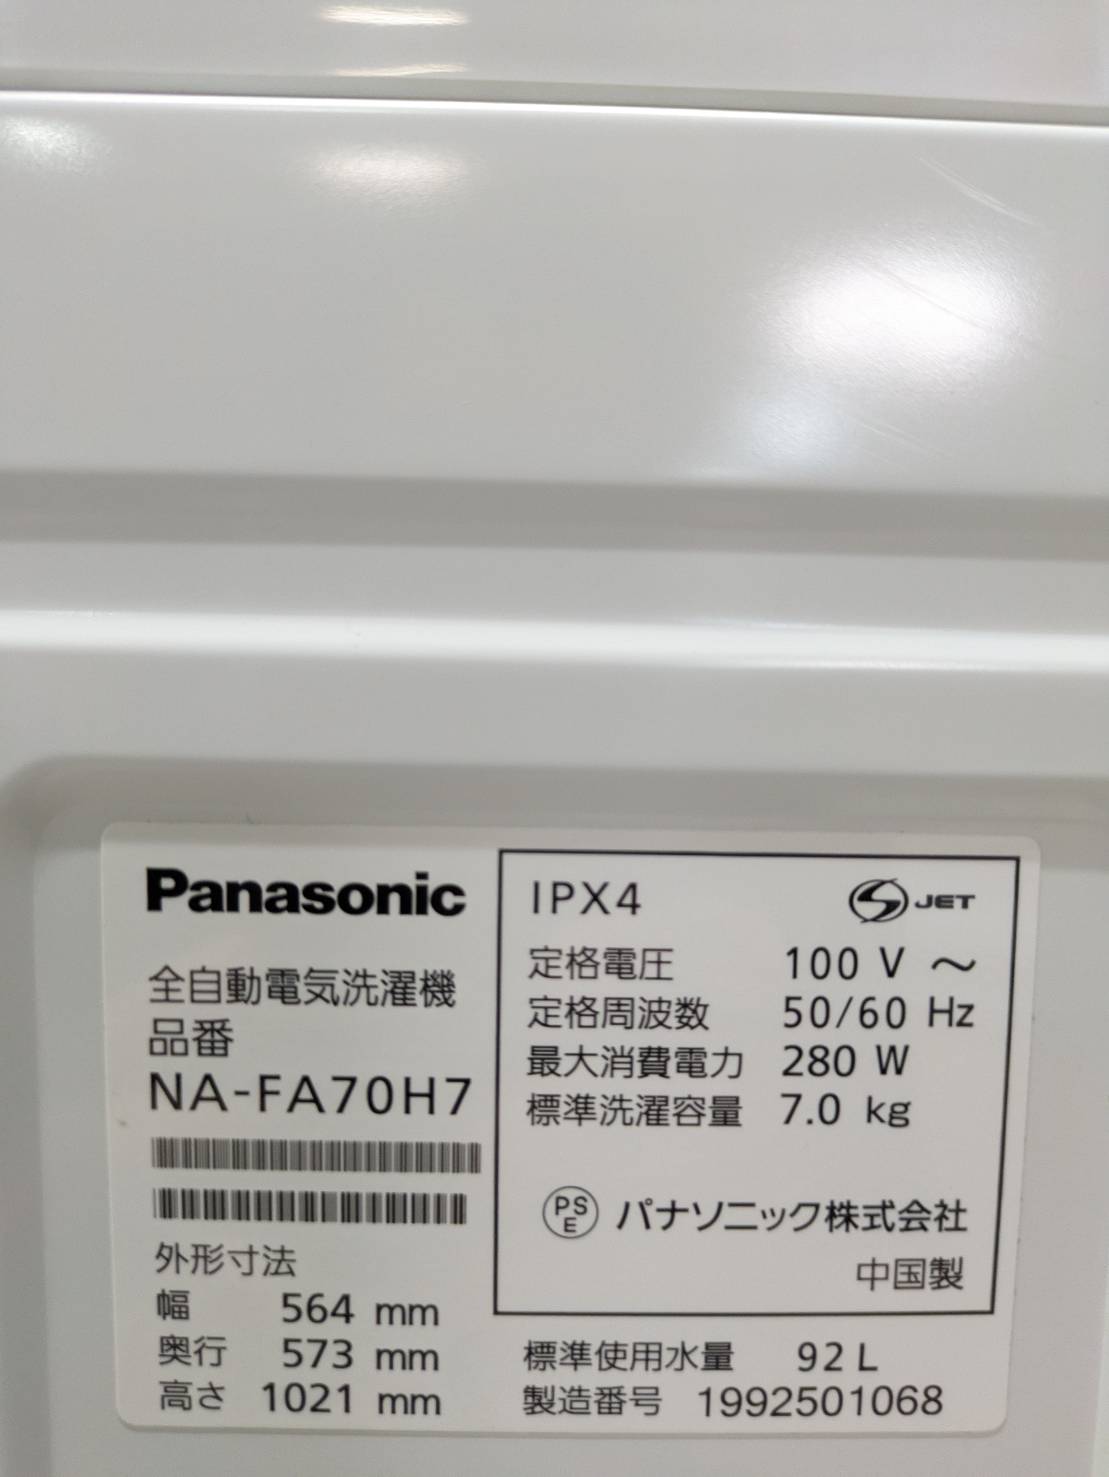 Panasonic
全自動電気洗濯機
品番
NA-FA70H7
外形寸法
幅 564 mm
奥行 573 mm
高さ 1021 mm
IPX4 S JET
定格電圧 100 V ～
定格周波数 50/60 Hz
最大消費電力 280 W
標準洗濯容量 7.0 kg
PS
E パナソニック株式会社
中国製
標準使用水量 92 L
製造番号 1992501068